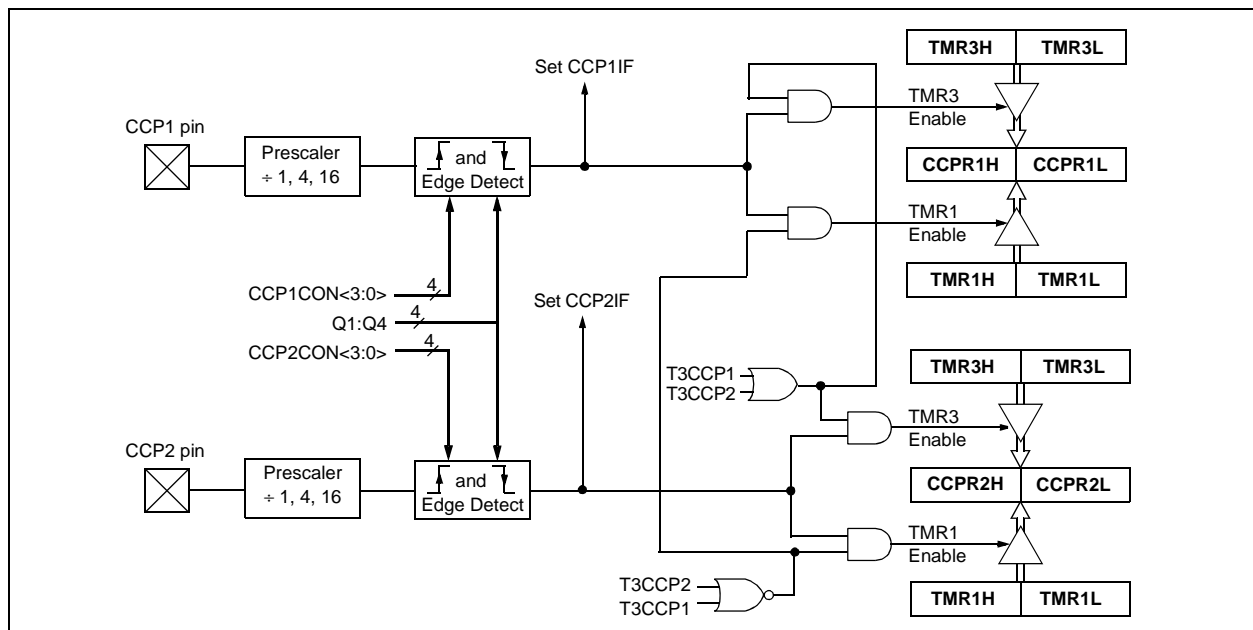 TMR3H TMR3L
Set CCP1IF
TMR3
Enable
CCP1 pin
Prescaler
÷ 1, 4, 16
and
Edge Detect
CCPR1H CCPR1L
TMR1
Enable
TMR1H TMR1L
CCP1CON<3:0> 4
Q1:Q4 4
CCP2CON<3:0> 4
Set CCP2IF
TMR3H TMR3L
T3CCP1
T3CCP2
TMR3
Enable
CCP2 pin
Prescaler
÷ 1, 4, 16
and
Edge Detect
CCPR2H CCPR2L
TMR1
Enable
T3CCP2
T3CCP1
TMR1H TMR1L